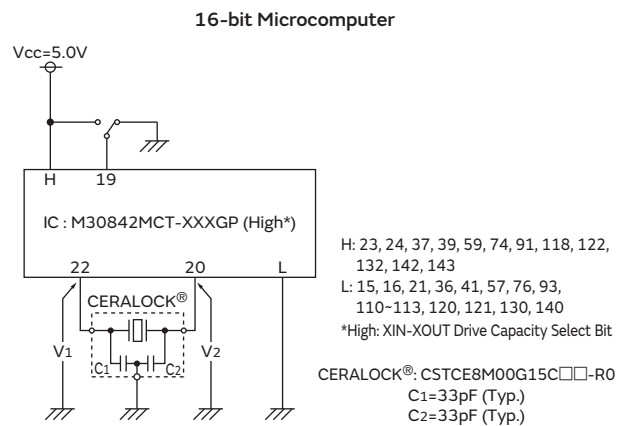 16-bit Microcomputer
Vcc=5.0V
H 19
IC : M30842MCT-XXXGP (High*)
22 20 L
CERALOCK®
V1 V2
C1 C2
H: 23, 24, 37, 39, 59, 74, 91, 118, 122,
132, 142, 143
L: 15, 16, 21, 36, 41, 57, 76, 93,
110~113, 120, 121, 130, 140
*High: XIN-XOUT Drive Capacity Select Bit
CERALOCK®: CSTCE8M00G15C□□-R0
C1=33pF (Typ.)
C2=33pF (Typ.)